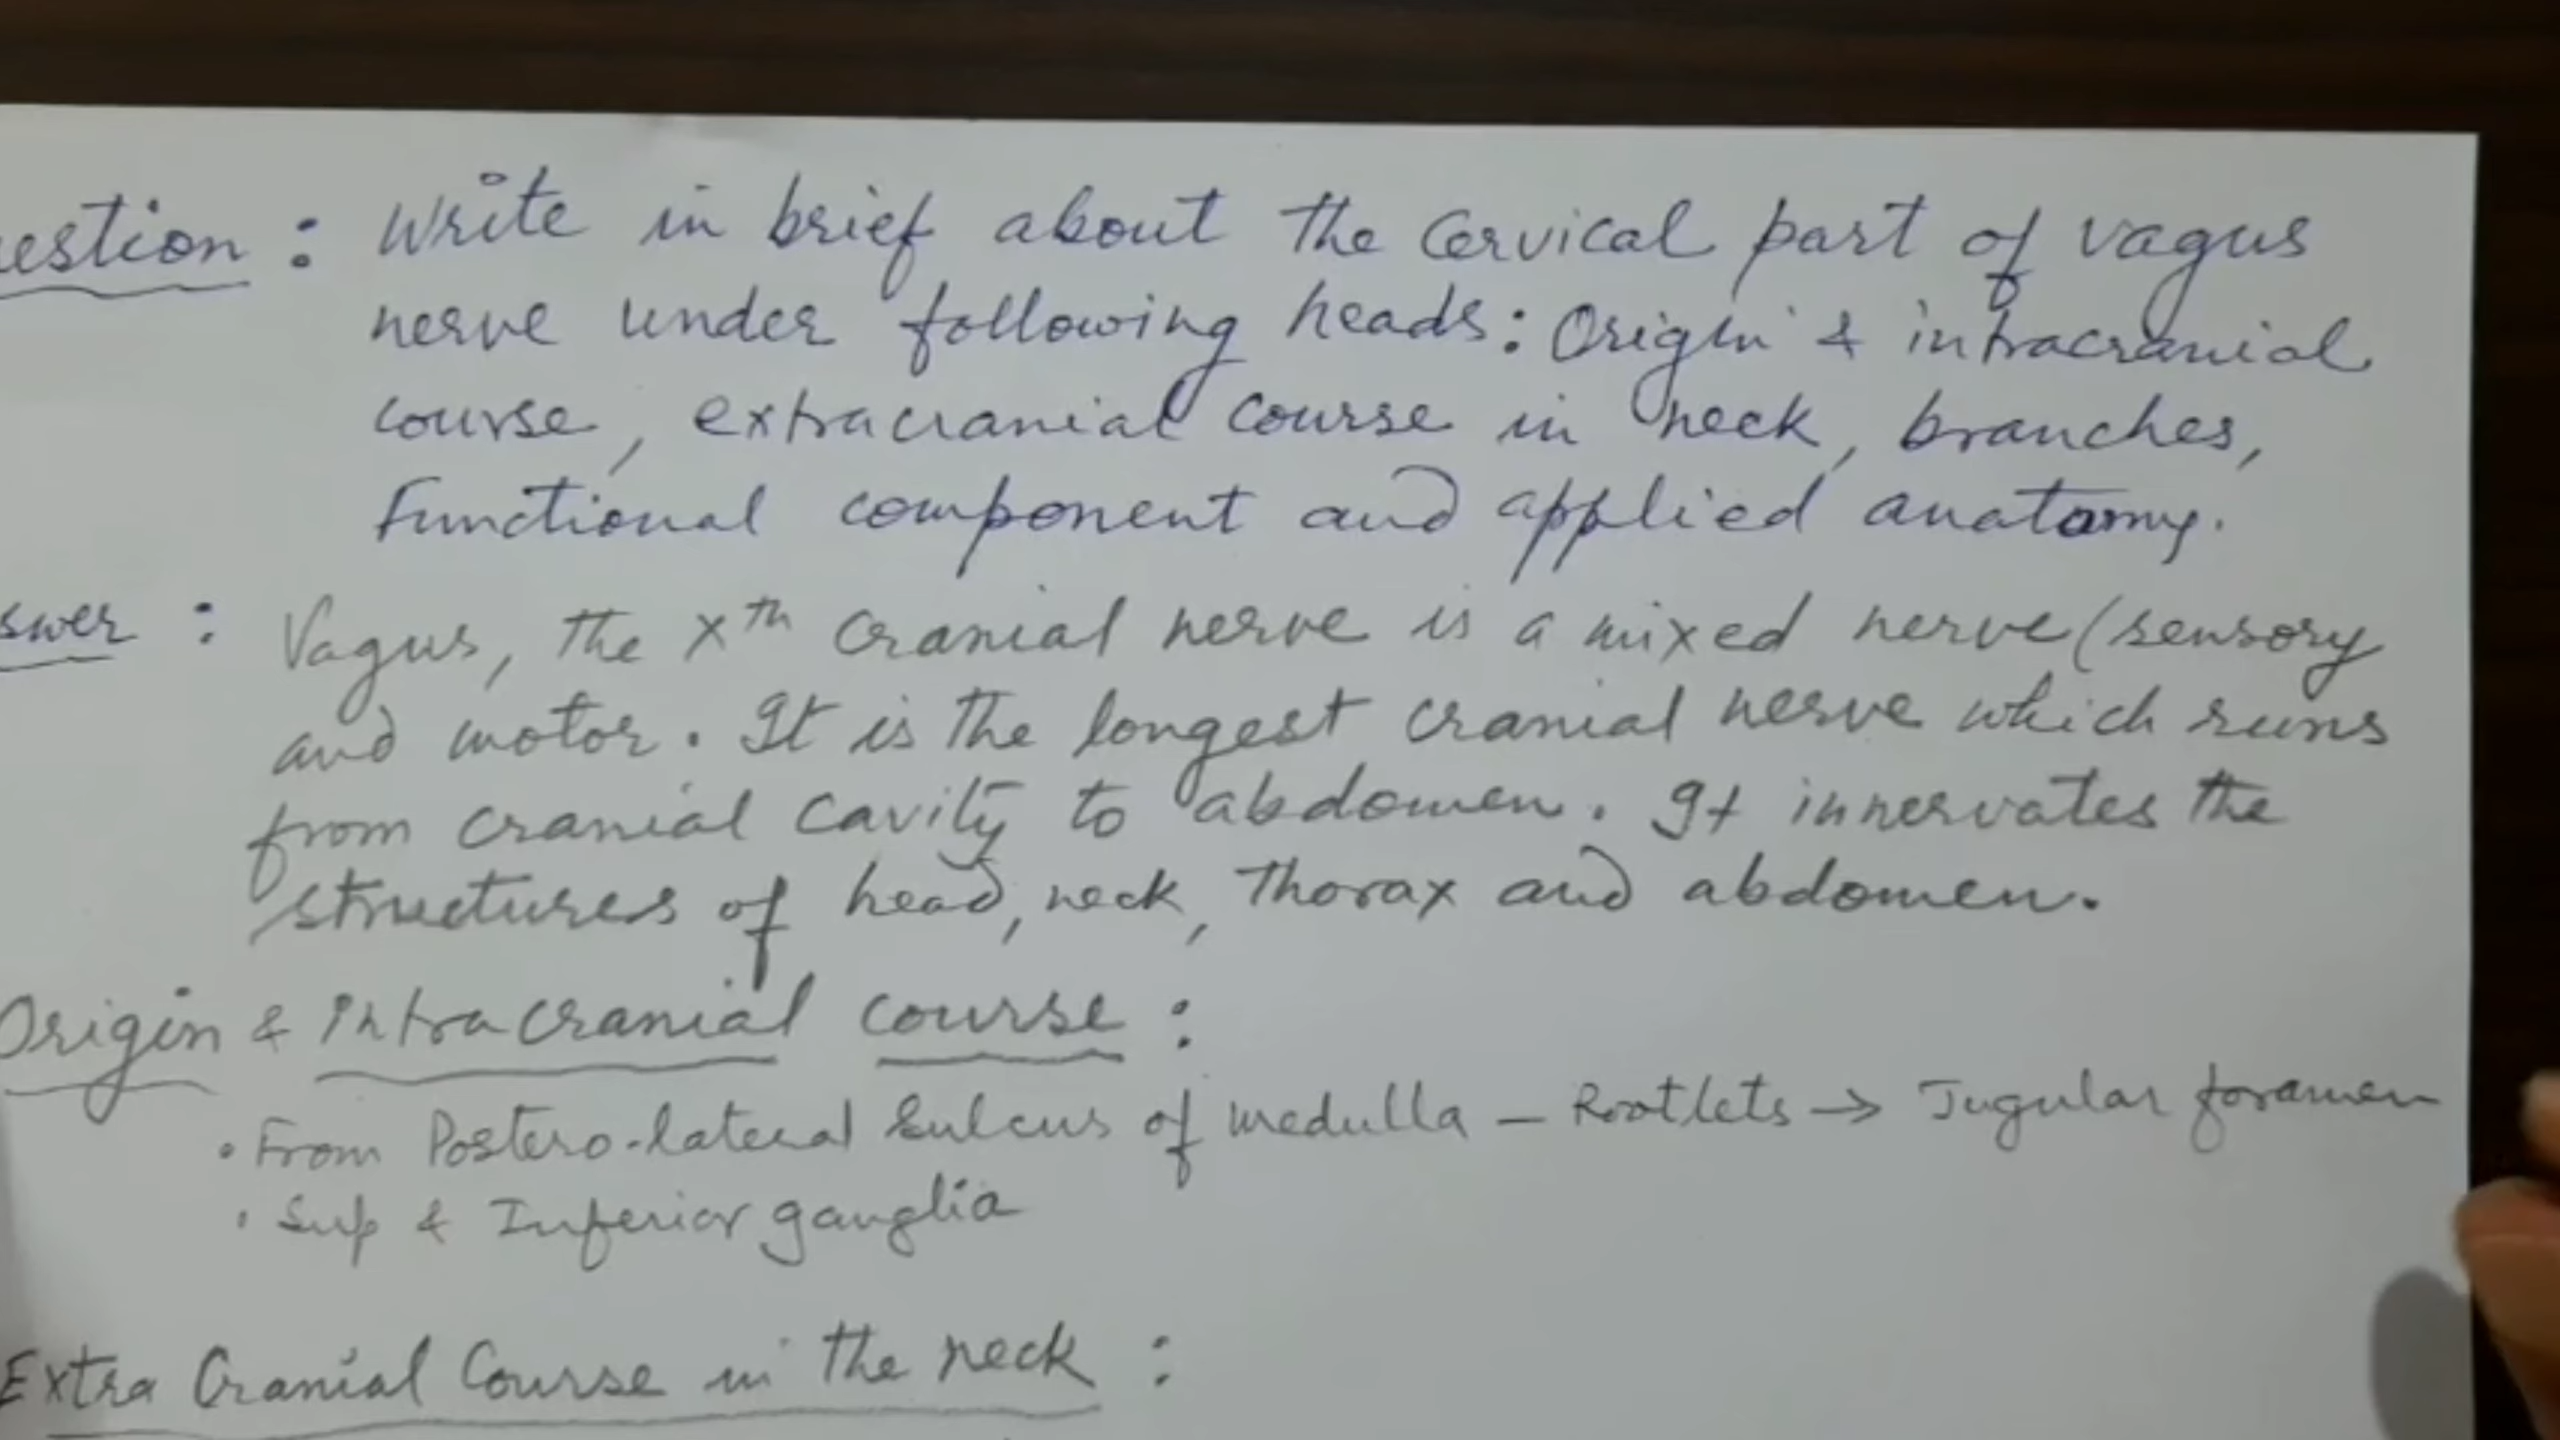 uestion : Write in brief about the Cervical part of vagus
nerve under following heads: Origin & intracranial
course, extracranial course in neck, branches,
Functional component and applied anatomy.
swer : Vagus, the Xth cranial nerve is a mixed nerve (sensory
and motor. It is the longest cranial nerve which runs
from cranial cavity to abdomen. It innervates the
structures of head, neck, Thorax and abdomen.
Origin & Intracranial course :
• From Postero-lateral Sulcus of medulla – Rootlets → Jugular foramen
• Sup & Inferior ganglia
Extra Cranial Course in the neck :